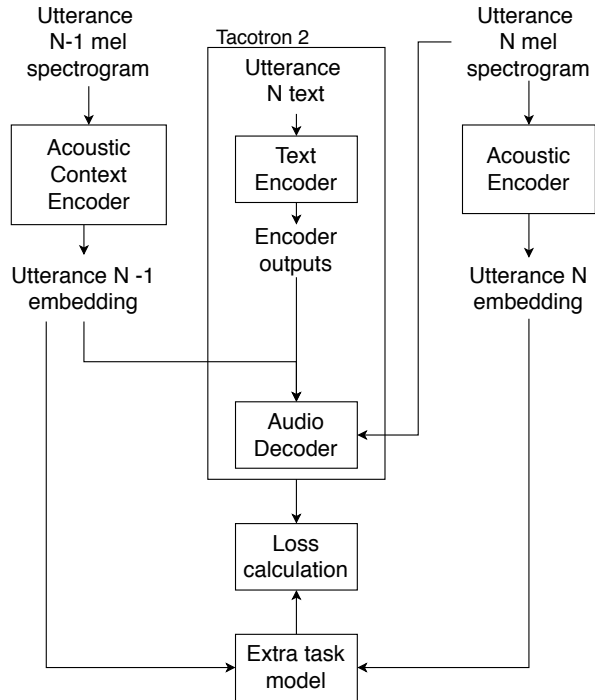 Utterance
N-1 mel
spectrogram
Acoustic
Context
Encoder
Utterance N -1
embedding
Tacotron 2
Utterance
N text
Text
Encoder
Encoder
outputs
Audio
Decoder
Loss
calculation
Extra task
model
Utterance
N mel
spectrogram
Acoustic
Encoder
Utterance N
embedding